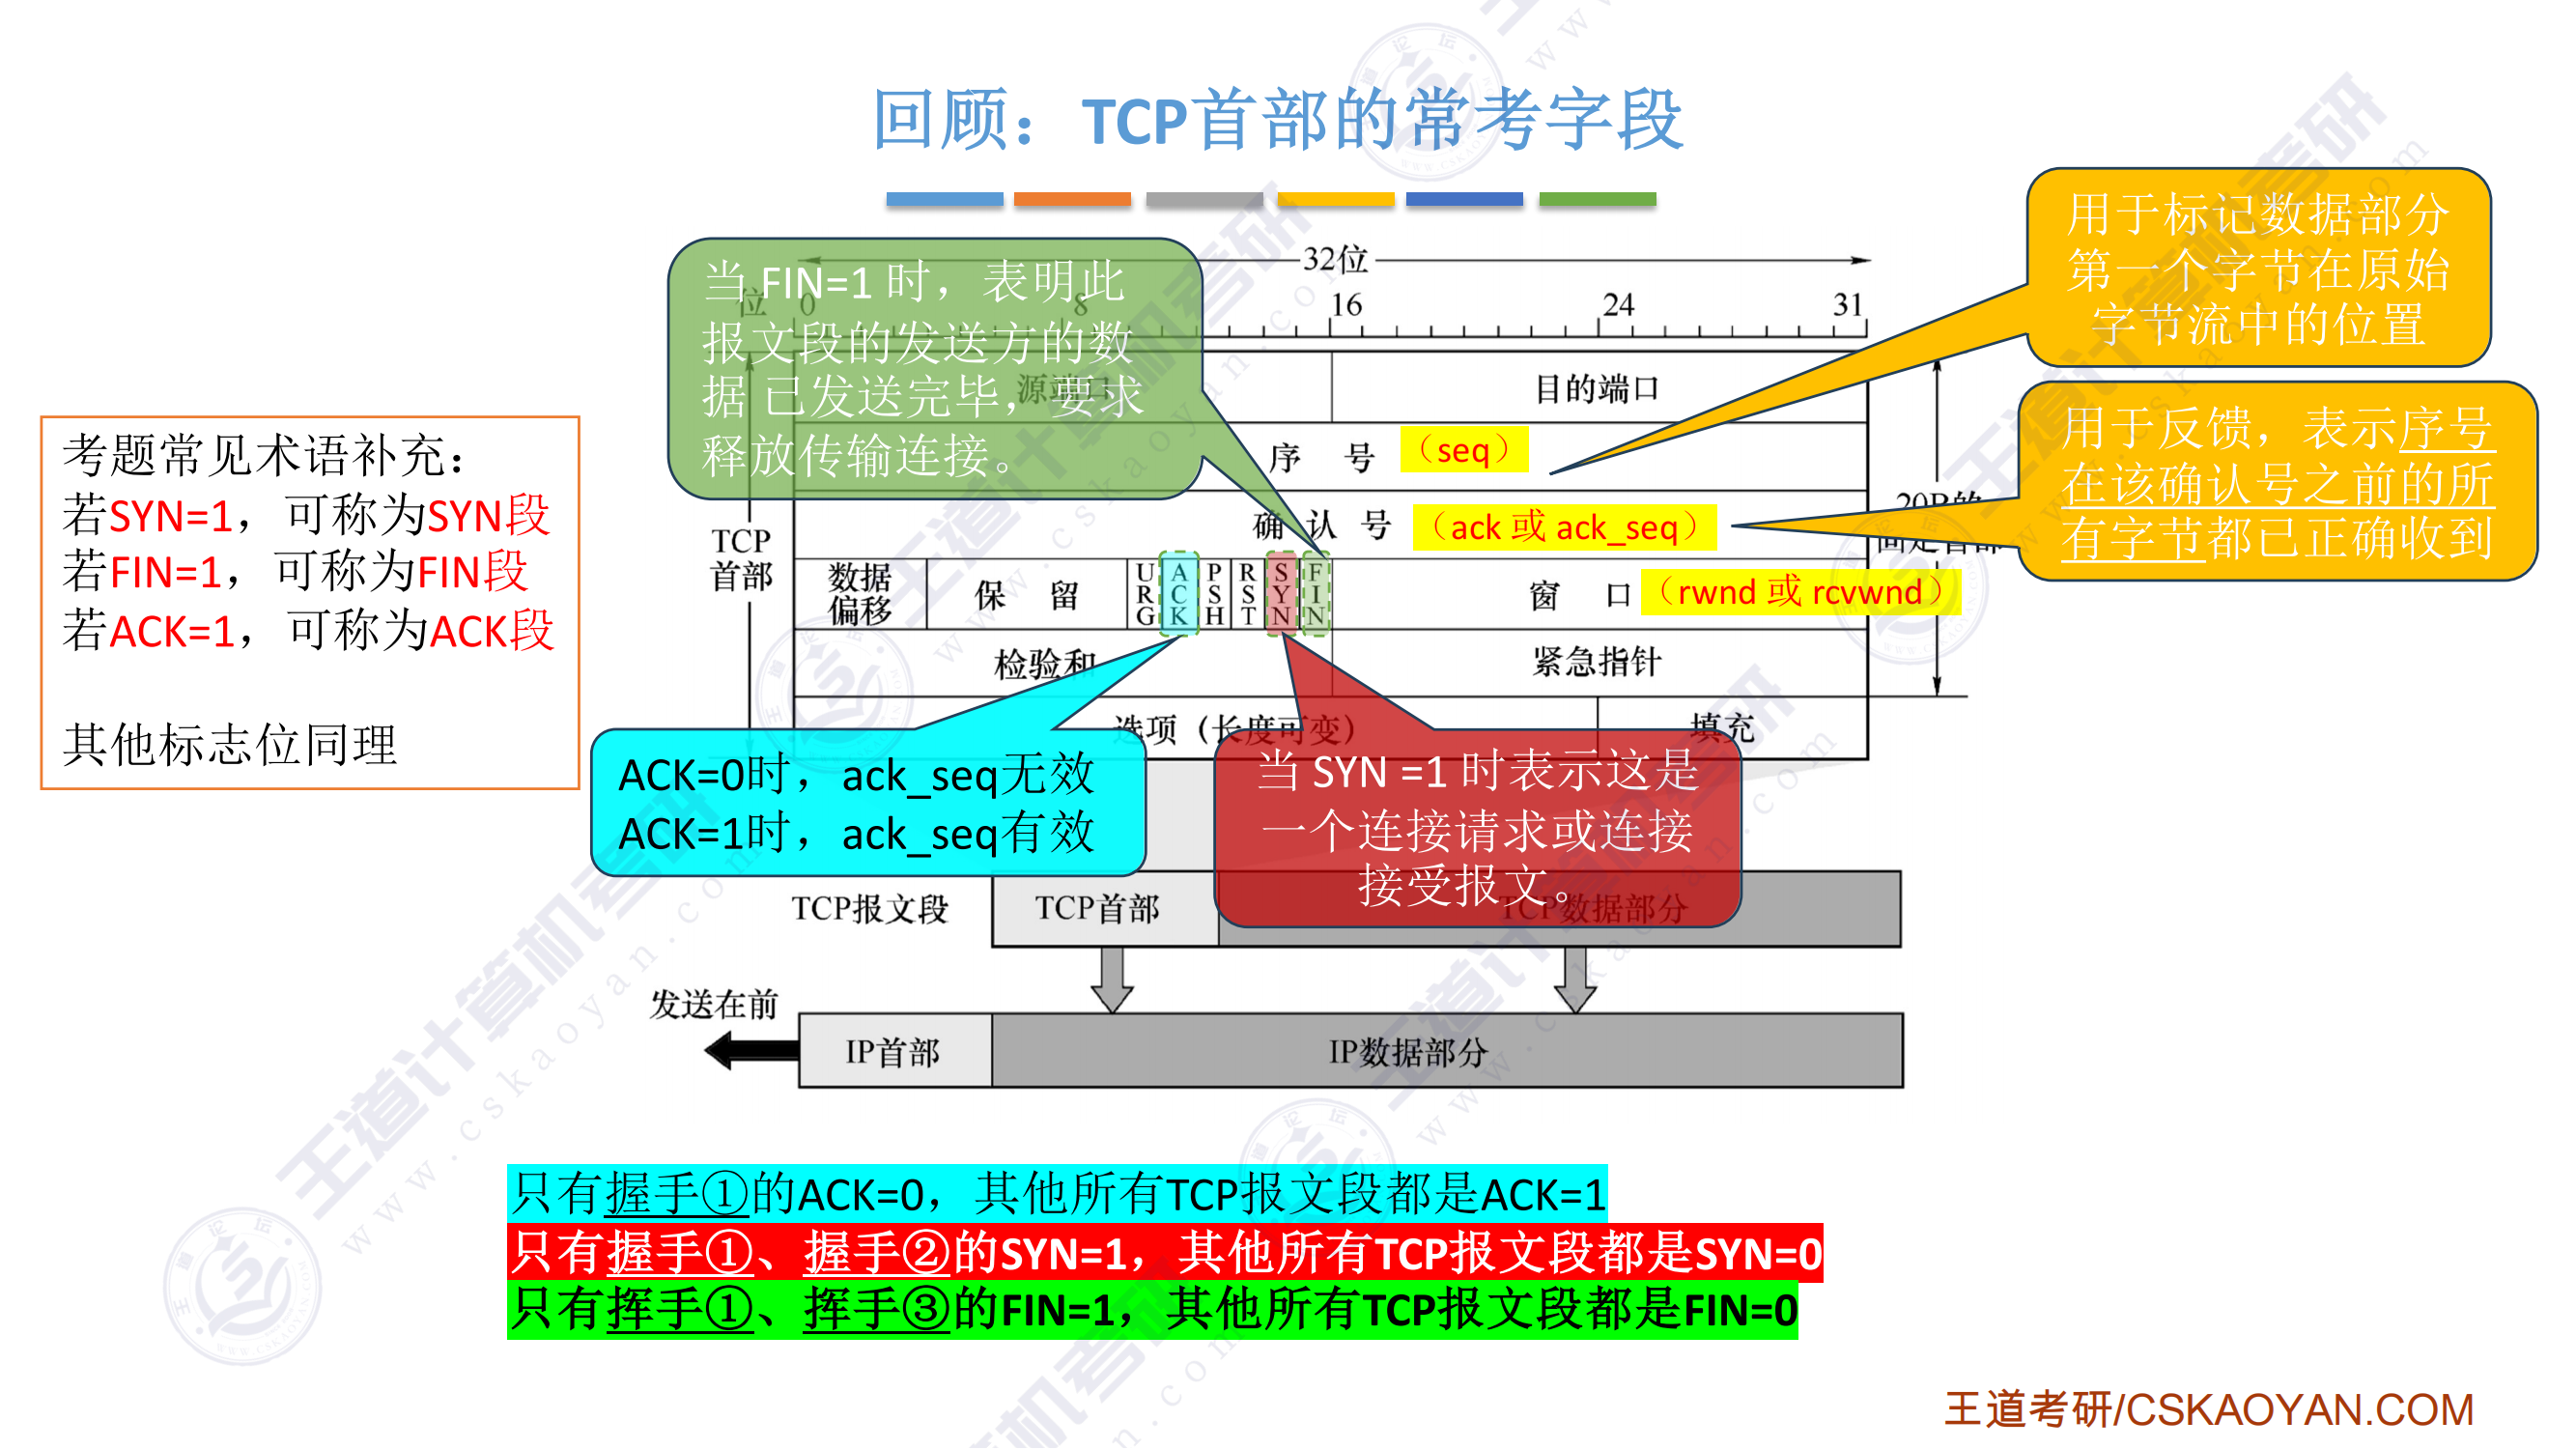 回顾：TCP首部的常考字段
当 FIN=1 时，表明此
报文段的发送方的数
据 已发送完毕，要求
释放传输连接。
用于标记数据部分
第一个字节在原始
字节流中的位置
用于反馈，表示序号
在该确认号之前的所
有字节都已正确收到
考题常见术语补充：
若SYN=1，可称为SYN段
若FIN=1，可称为FIN段
若ACK=1，可称为ACK段
其他标志位同理
32位
位 0 8 16 24 31
源端口 目的端口
序 号 （seq）
确 认 号 （ack 或 ack_seq）
TCP
首部
数据
偏移
保 留
URG ACK PSH RST SYN FIN
窗 口 （rwnd 或 rcvwnd）
检验和 紧急指针
选项（长度可变） 填充
ACK=0时，ack_seq无效
ACK=1时，ack_seq有效
当 SYN =1 时表示这是
一个连接请求或连接
接受报文。
TCP报文段 TCP首部 TCP数据部分
发送在前
IP首部 IP数据部分
只有握手①的ACK=0，其他所有TCP报文段都是ACK=1
只有握手①、握手②的SYN=1，其他所有TCP报文段都是SYN=0
只有挥手①、挥手③的FIN=1，其他所有TCP报文段都是FIN=0
王道考研/CSKAOYAN.COM
王道计算机考研
www.cskaoyan.com